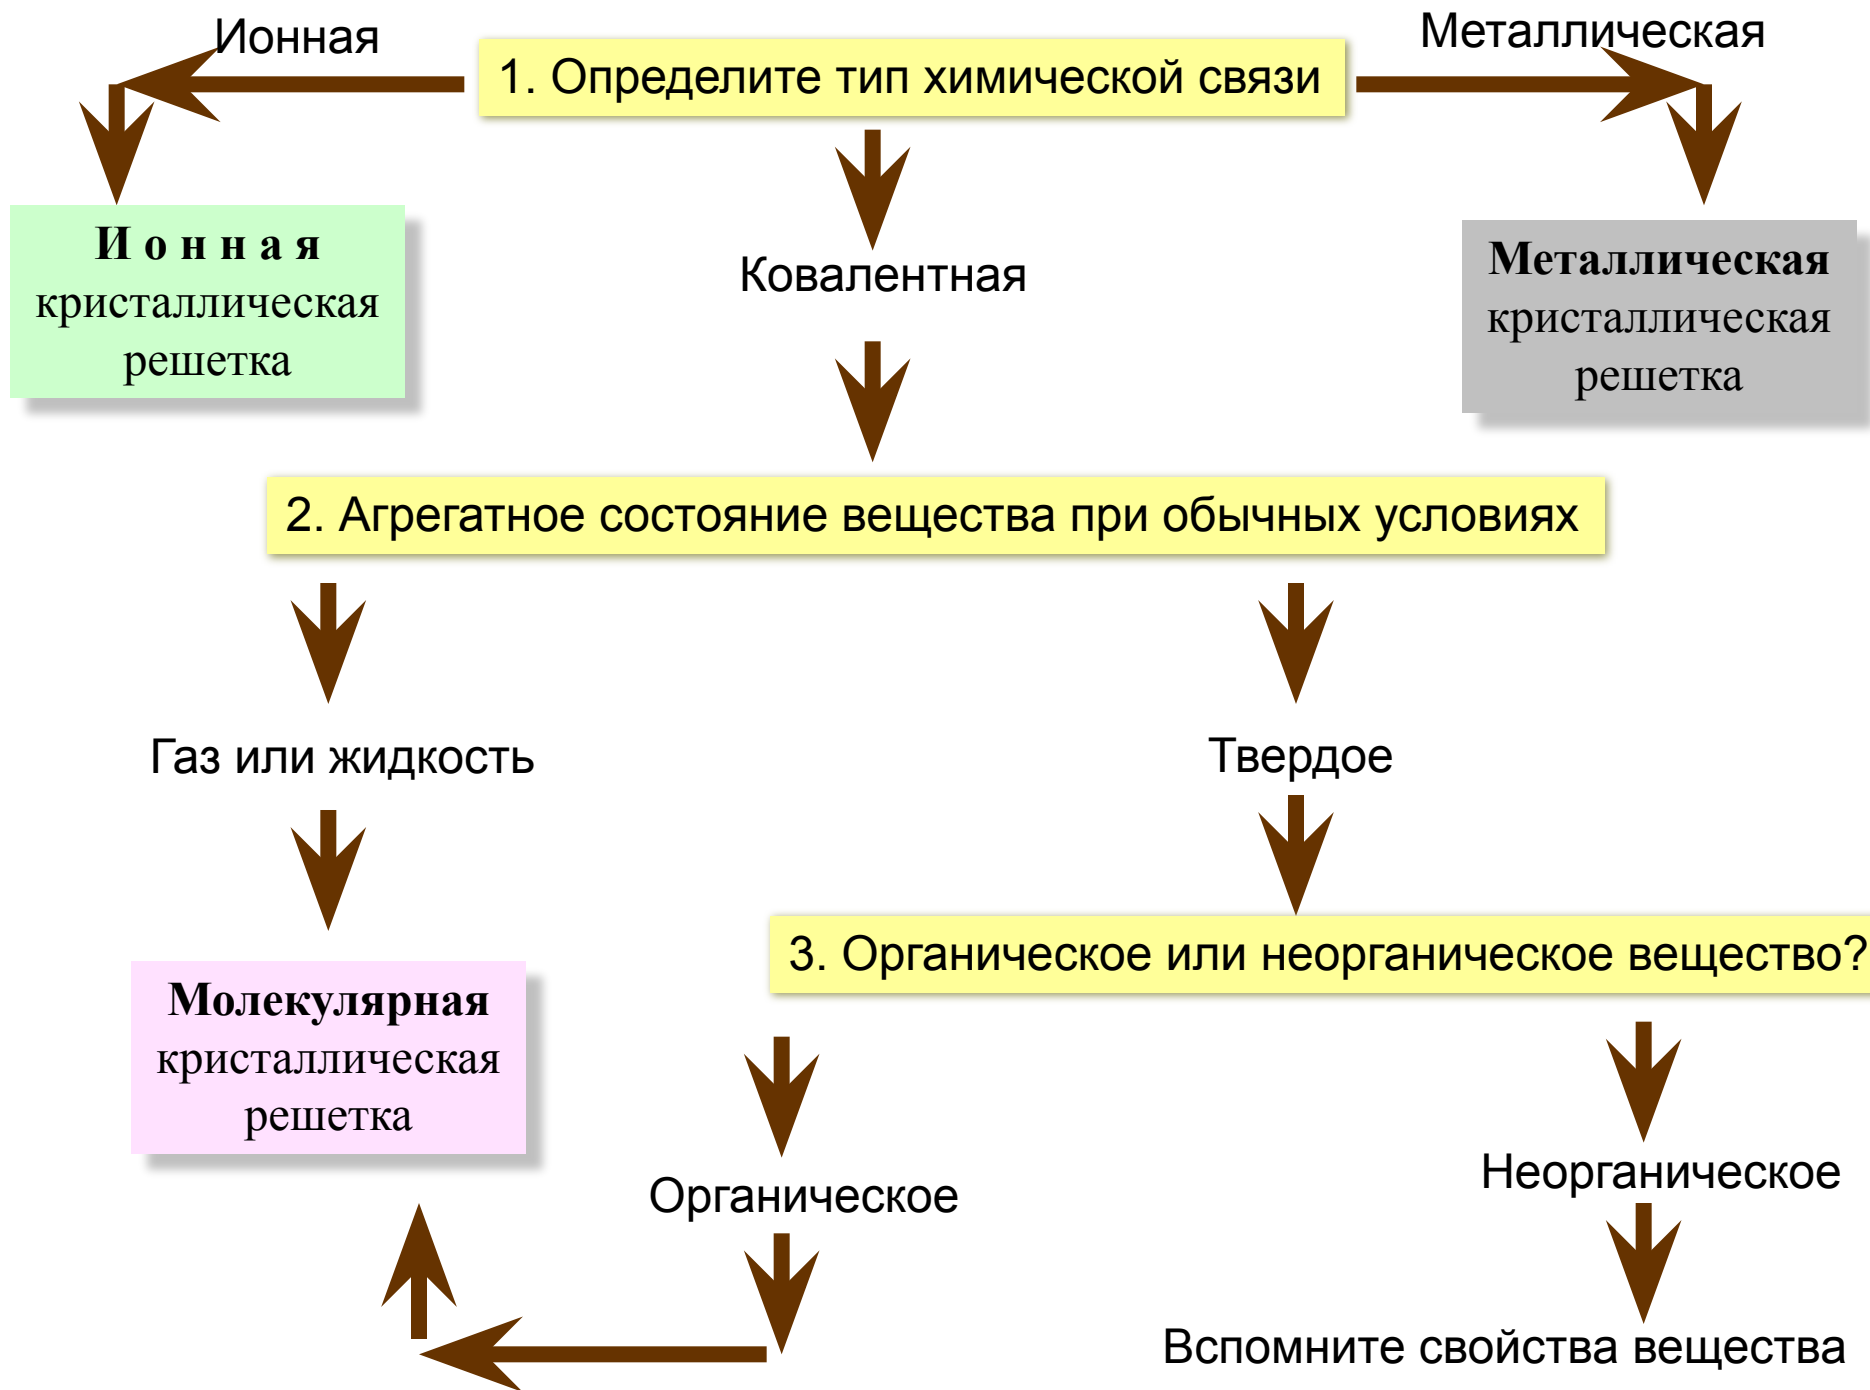 Ионная
Металлическая
1. Определите тип химической связи
И о н н а я
кристаллическая
решетка
Ковалентная
Металлическая
кристаллическая
решетка
2. Агрегатное состояние вещества при обычных условиях
Газ или жидкость
Твердое
3. Органическое или неорганическое вещество?
Молекулярная
кристаллическая
решетка
Органическое
Неорганическое
Вспомните свойства вещества